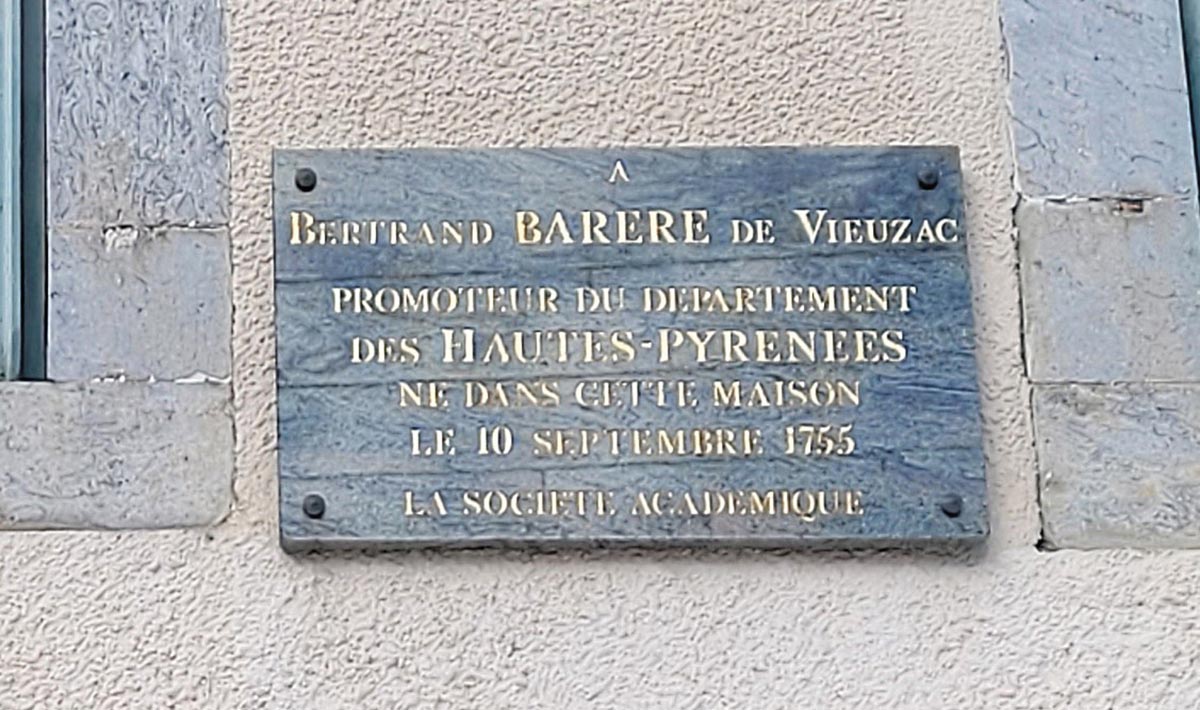 A
BERTRAND BARERE DE VIEUZAC
PROMOTEUR DU DEPARTEMENT
DES HAUTES-PYRENEES
NE DANS CETTE MAISON
LE 10 SEPTEMBRE 1755
LA SOCIETE ACADEMIQUE